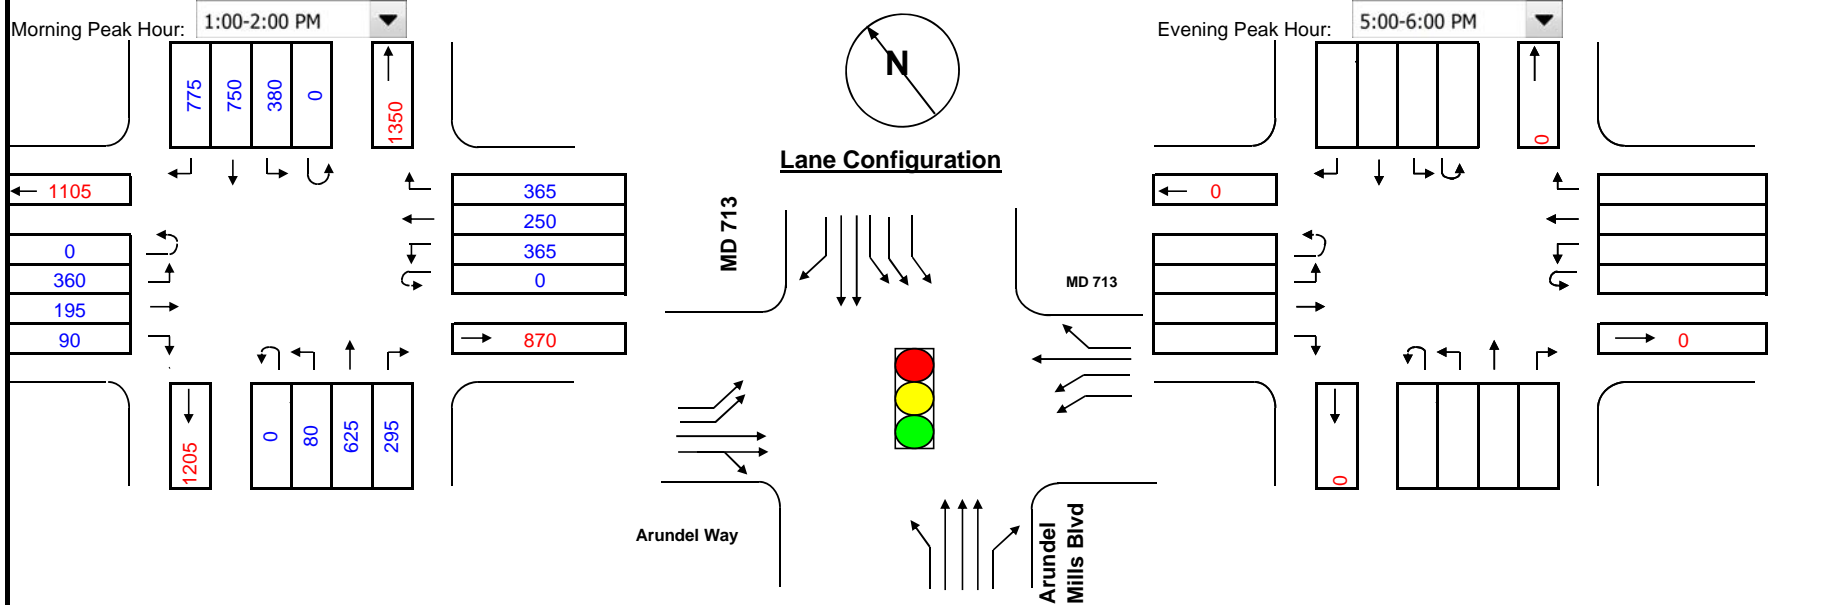 Morning Peak Hour: 1:00-2:00 PM
Evening Peak Hour: 5:00-6:00 PM
N
Lane Configuration
775 750 380 0 1350
0
1105
0
365
250
365
0
0
360
195
90
870
0
0 80 625 295
1205
0
MD 713
MD 713
Arundel Way
Arundel
Mills Blvd